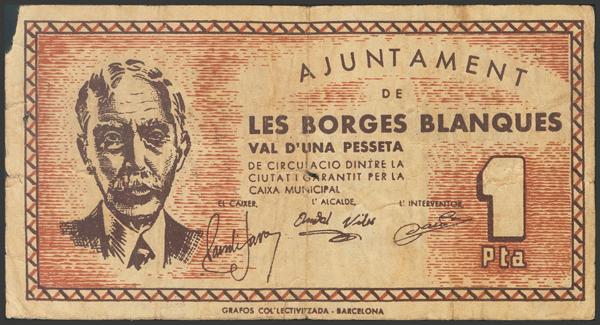 AJUNTAMENT
DE
LES BORGES BLANQUES
VAL D'UNA PESSETA
DE CIRCULACIO DINTRE LA
CIUTAT I GARANTIT PER LA
CAIXA MUNICIPAL
EL CAIXER, L' ALCALDE, L' INTERVENTOR,
1
Pta
GRAFOS COL'LECTIVITZADA - BARCELONA